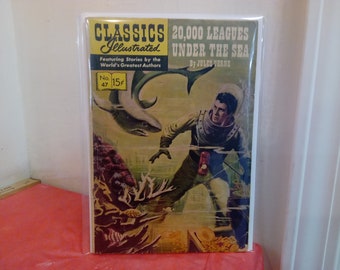 CLASSICS
Illustrated
Featuring Stories by the
World's Greatest Authors
No.
47
15¢
20,000 LEAGUES
UNDER THE SEA
By JULES VERNE